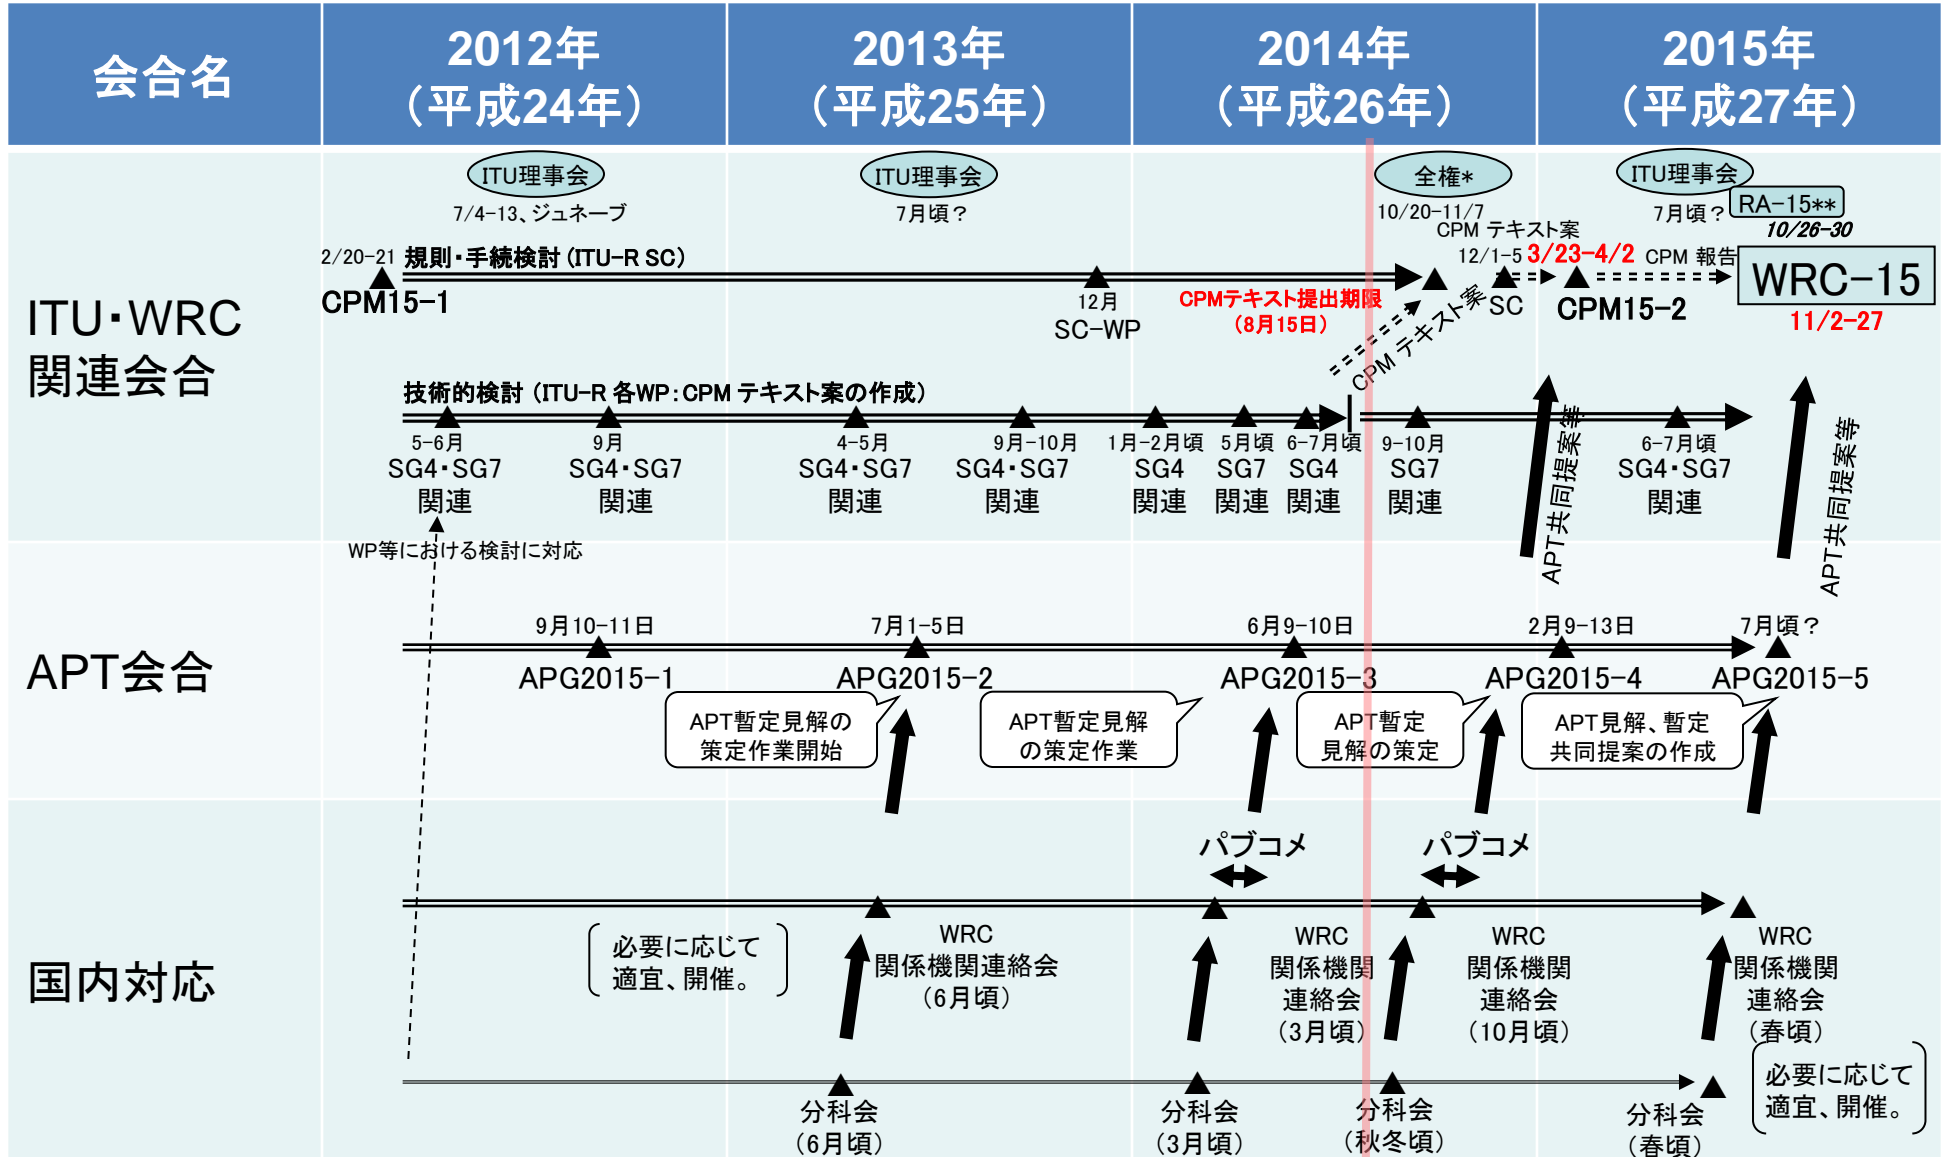 会合名
2012年
（平成24年）
2013年
（平成25年）
2014年
（平成26年）
2015年
（平成27年）
ITU・WRC
関連会合
ITU理事会
7/4-13、ジュネーブ
ITU理事会
7月頃？
全権*
10/20-11/7
ITU理事会
7月頃？
RA-15**
10/26-30
2/20-21
規則・手続検討（ITU-R SC）
CPM15-1
12月
SC-WP
CPMテキスト提出期限
（8月15日）
CPM テキスト案
CPM テキスト案
12/1-5
SC
3/23-4/2
CPM15-2
CPM 報告
WRC-15
11/2-27
技術的検討（ITU-R 各WP：CPM テキスト案の作成）
5-6月
SG4・SG7
関連
9月
SG4・SG7
関連
4-5月
SG4・SG7
関連
9月-10月
SG4・SG7
関連
1月-2月頃
SG4
関連
5月頃
SG7
関連
6-7月頃
SG4
関連
9-10月
SG7
関連
6-7月頃
SG4・SG7
関連
APT共同提案等
APT共同提案等
WP等における検討に対応
APT会合
9月10-11日
APG2015-1
7月1-5日
APG2015-2
6月9-10日
APG2015-3
2月9-13日
APG2015-4
7月頃？
APG2015-5
APT暫定見解の
策定作業開始
APT暫定見解
の策定作業
APT暫定
見解の策定
APT見解、暫定
共同提案の作成
国内対応
パブコメ
パブコメ
必要に応じて
適宜、開催。
WRC
関係機関連絡会
（6月頃）
WRC
関係機関
連絡会
（3月頃）
WRC
関係機関
連絡会
（10月頃）
WRC
関係機関
連絡会
（春頃）
必要に応じて
適宜、開催。
分科会
（6月頃）
分科会
（3月頃）
分科会
（秋冬頃）
分科会
（春頃）